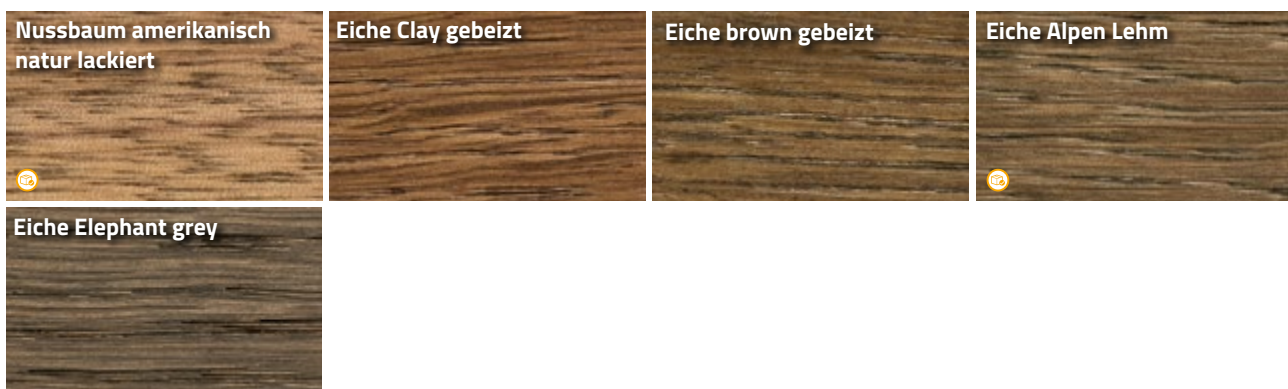 Nussbaum amerikanisch
natur lackiert
Eiche Clay gebeizt
Eiche brown gebeizt
Eiche Alpen Lehm
Eiche Elephant grey